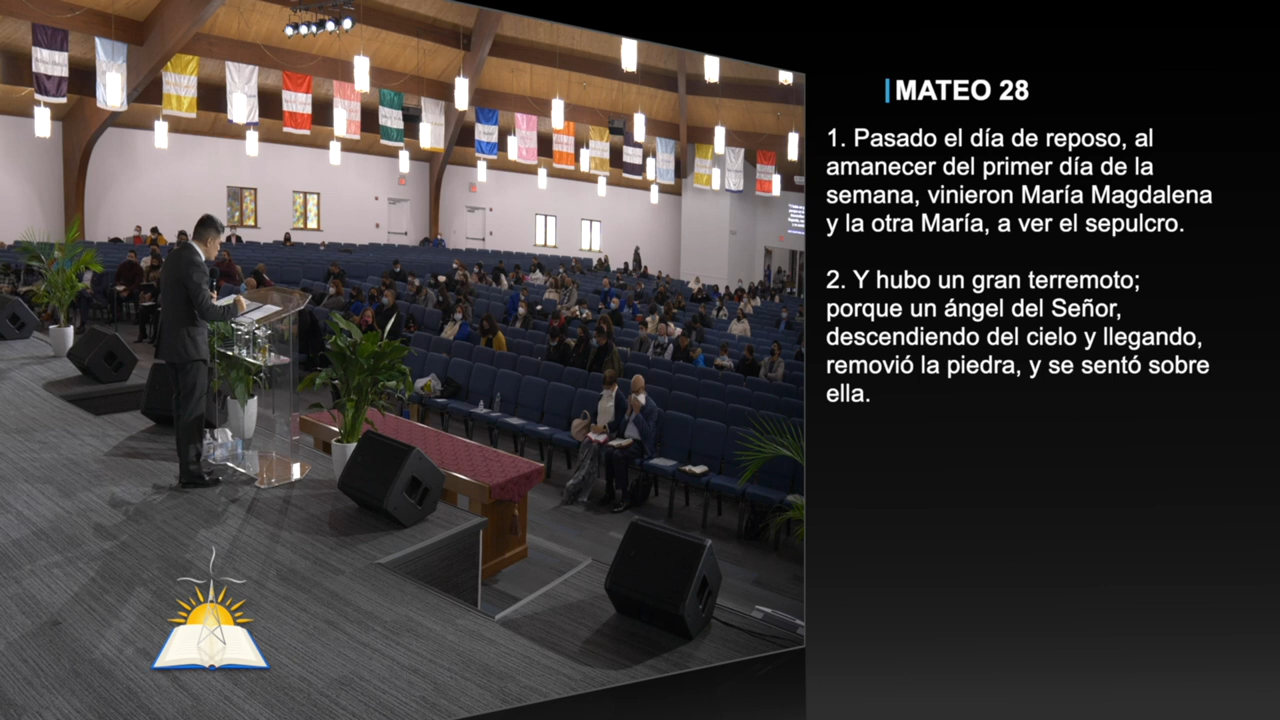 MATEO 28
1. Pasado el día de reposo, al
amanecer del primer día de la
semana, vinieron María Magdalena
y la otra María, a ver el sepulcro.
2. Y hubo un gran terremoto;
porque un ángel del Señor,
descendiendo del cielo y llegando,
removió la piedra, y se sentó sobre
ella.